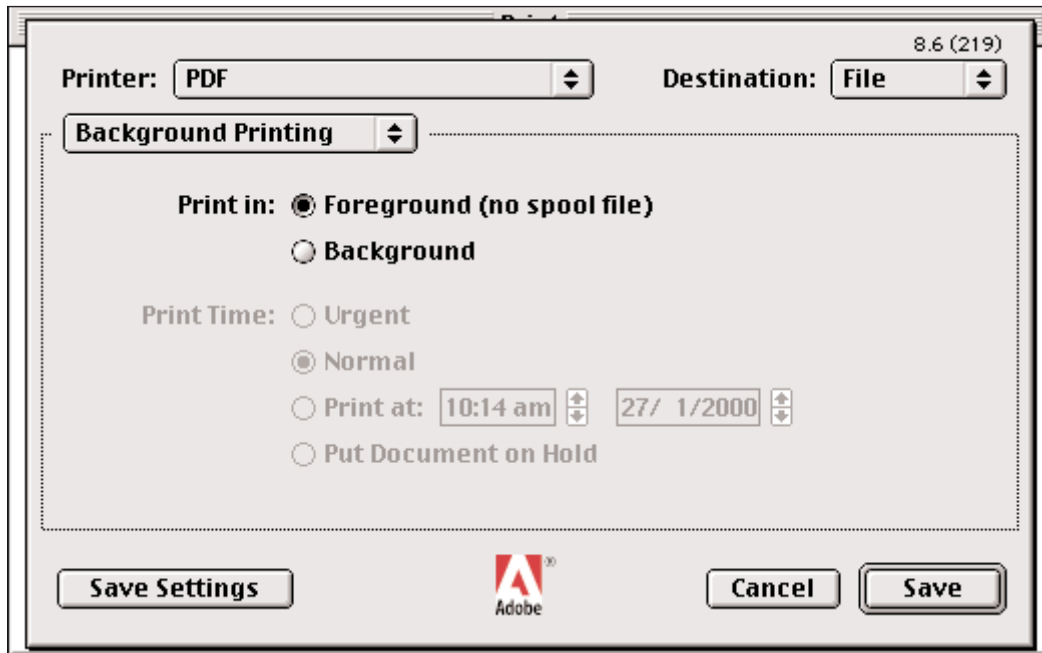 8.6 (219)
Printer: PDF Destination: File
Background Printing
Print in: Foreground (no spool file)
Background
Print Time: Urgent
Normal
Print at: 10:14 am 27/ 1/2000
Put Document on Hold
Save Settings Adobe® Cancel Save